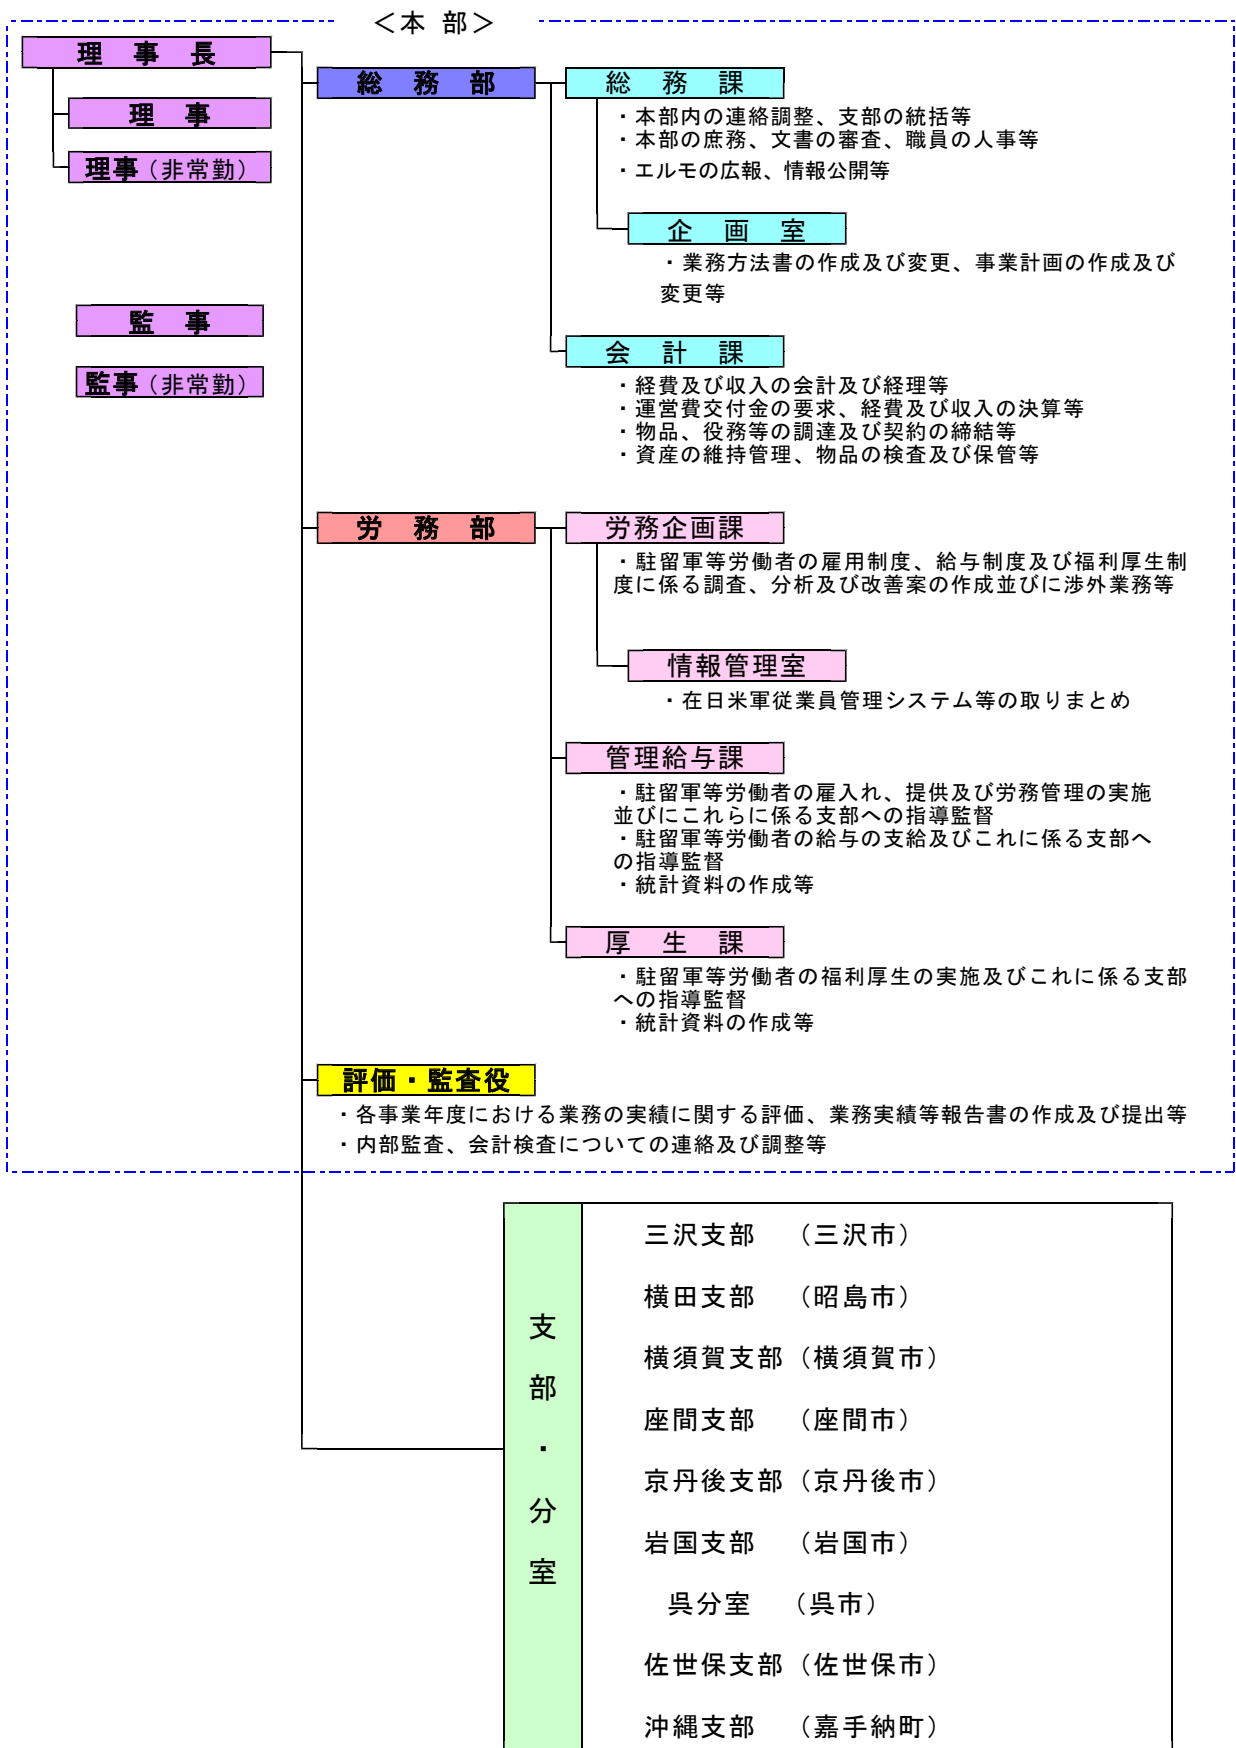 ＜本 部＞
理 事 長
理 事
理事（非常勤）
監 事
監事（非常勤）
総 務 部
総 務 課
・本部内の連絡調整、支部の統括等
・本部の庶務、文書の審査、職員の人事等
・エルモの広報、情報公開等
企 画 室
・業務方法書の作成及び変更、事業計画の作成及び
変更等
会 計 課
・経費及び収入の会計及び経理等
・運営費交付金の要求、経費及び収入の決算等
・物品、役務等の調達及び契約の締結等
・資産の維持管理、物品の検査及び保管等
労 務 部
労務企画課
・駐留軍等労働者の雇用制度、給与制度及び福利厚生制
度に係る調査、分析及び改善案の作成並びに渉外業務等
情報管理室
・在日米軍従業員管理システム等の取りまとめ
管理給与課
・駐留軍等労働者の雇入れ、提供及び労務管理の実施
並びにこれらに係る支部への指導監督
・駐留軍等労働者の給与の支給及びこれに係る支部へ
の指導監督
・統計資料の作成等
厚 生 課
・駐留軍等労働者の福利厚生の実施及びこれに係る支部
への指導監督
・統計資料の作成等
評価・監査役
・各事業年度における業務の実績に関する評価、業務実績等報告書の作成及び提出等
・内部監査、会計検査についての連絡及び調整等
支部・分室
三沢支部 （三沢市）
横田支部 （昭島市）
横須賀支部（横須賀市）
座間支部 （座間市）
京丹後支部（京丹後市）
岩国支部 （岩国市）
呉分室 （呉市）
佐世保支部（佐世保市）
沖縄支部 （嘉手納町）